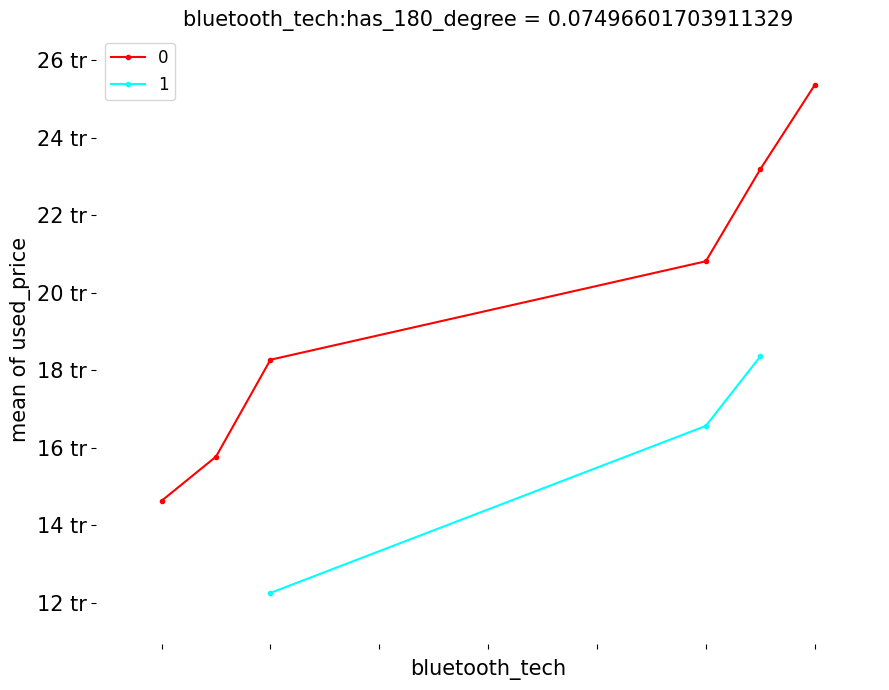 bluetooth_tech:has_180_degree = 0.07496601703911329
0
1
26 tr
24 tr
22 tr
20 tr
18 tr
16 tr
14 tr
12 tr
mean of used_price
bluetooth_tech